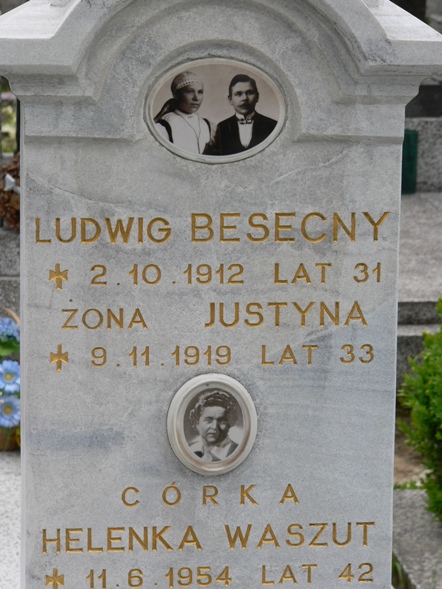 LUDWIG BESECNY
✠ 2.10.1912 LAT 31
ZONA JUSTYNA
✠ 9.11.1919 LAT 33
CÓRKA
HELENKA WASZUT
✠ 11.6.1954 LAT 42